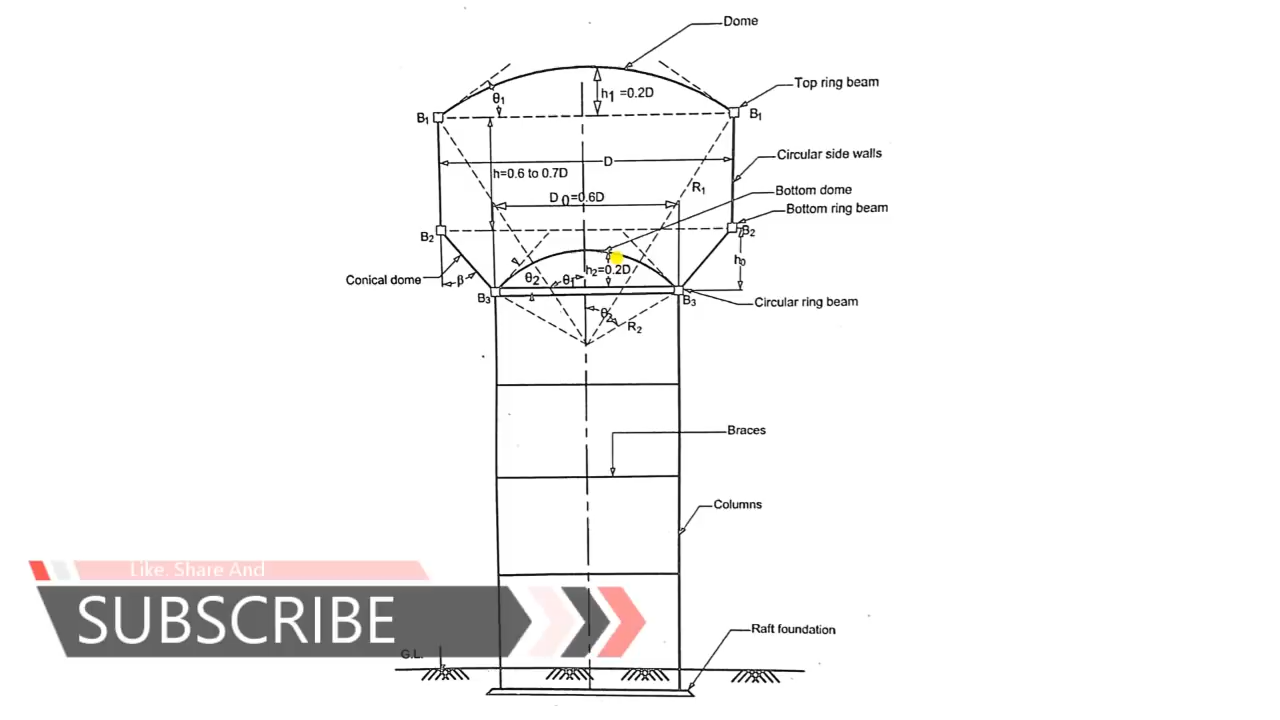 Dome
Top ring beam
h1 =0.2D
θ1
B1
B1
Circular side walls
D
h=0.6 to 0.7D
Bottom dome
R1
D0=0.6D
Bottom ring beam
B2
B2
h0
h2=0.2D
θ2
θ1
Conical dome
β
B3
B3
Circular ring beam
θ2
R2
Braces
Columns
Like. Share And
SUBSCRIBE
Raft foundation
G.L.